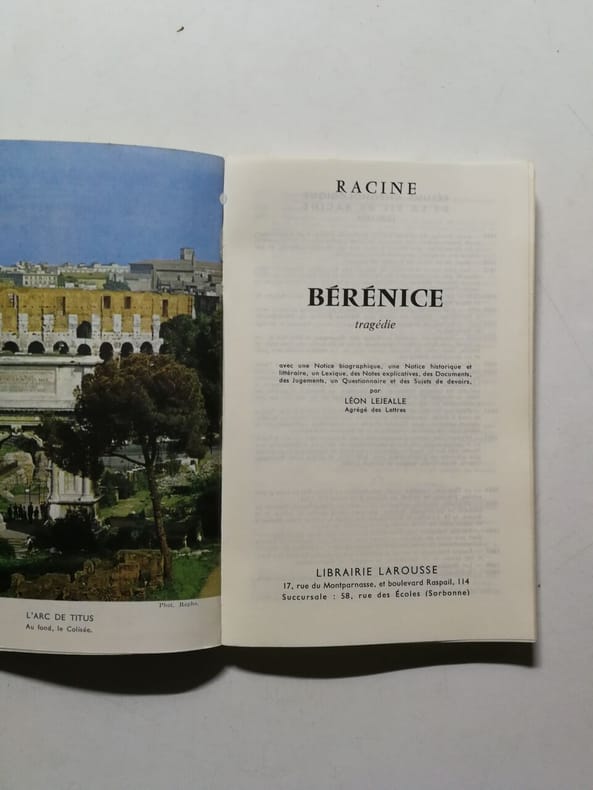 Phot. Rapho.
L'ARC DE TITUS
Au fond, le Colisée.
RACINE
BÉRÉNICE
tragédie
avec une Notice biographique, une Notice historique et
littéraire, un Lexique, des Notes explicatives, des Documents,
des Jugements, un Questionnaire et des Sujets de devoirs,
par
LÉON LEJEALLE
Agrégé des Lettres
LIBRAIRIE LAROUSSE
17, rue du Montparnasse, et boulevard Raspail, 114
Succursale : 58, rue des Écoles (Sorbonne)